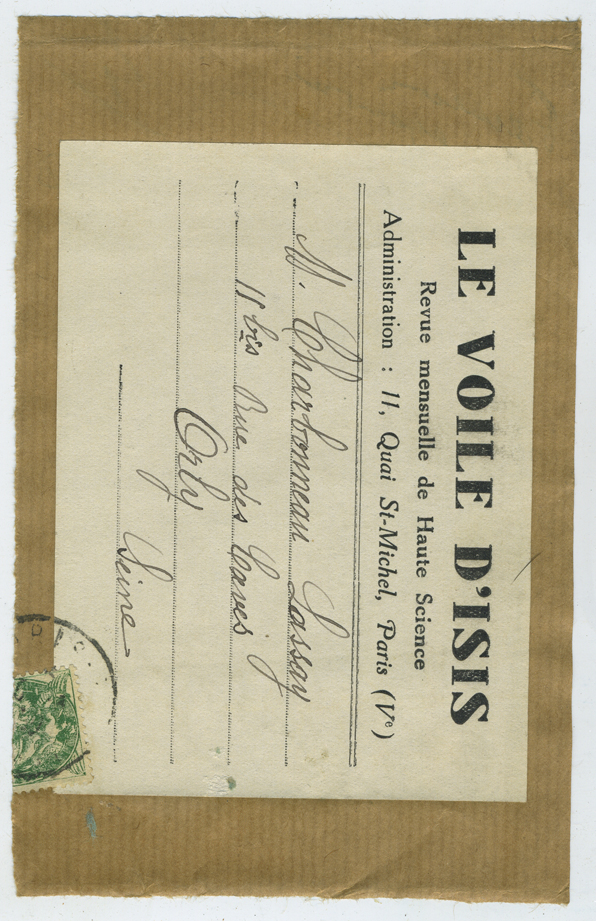 LE VOILE D'ISIS
Revue mensuelle de Haute Science
Administration : 11, Quai St-Michel, Paris (Ve)
M. Charbonneau Lassay
11 bis Rue des Caves
Orly
Seine